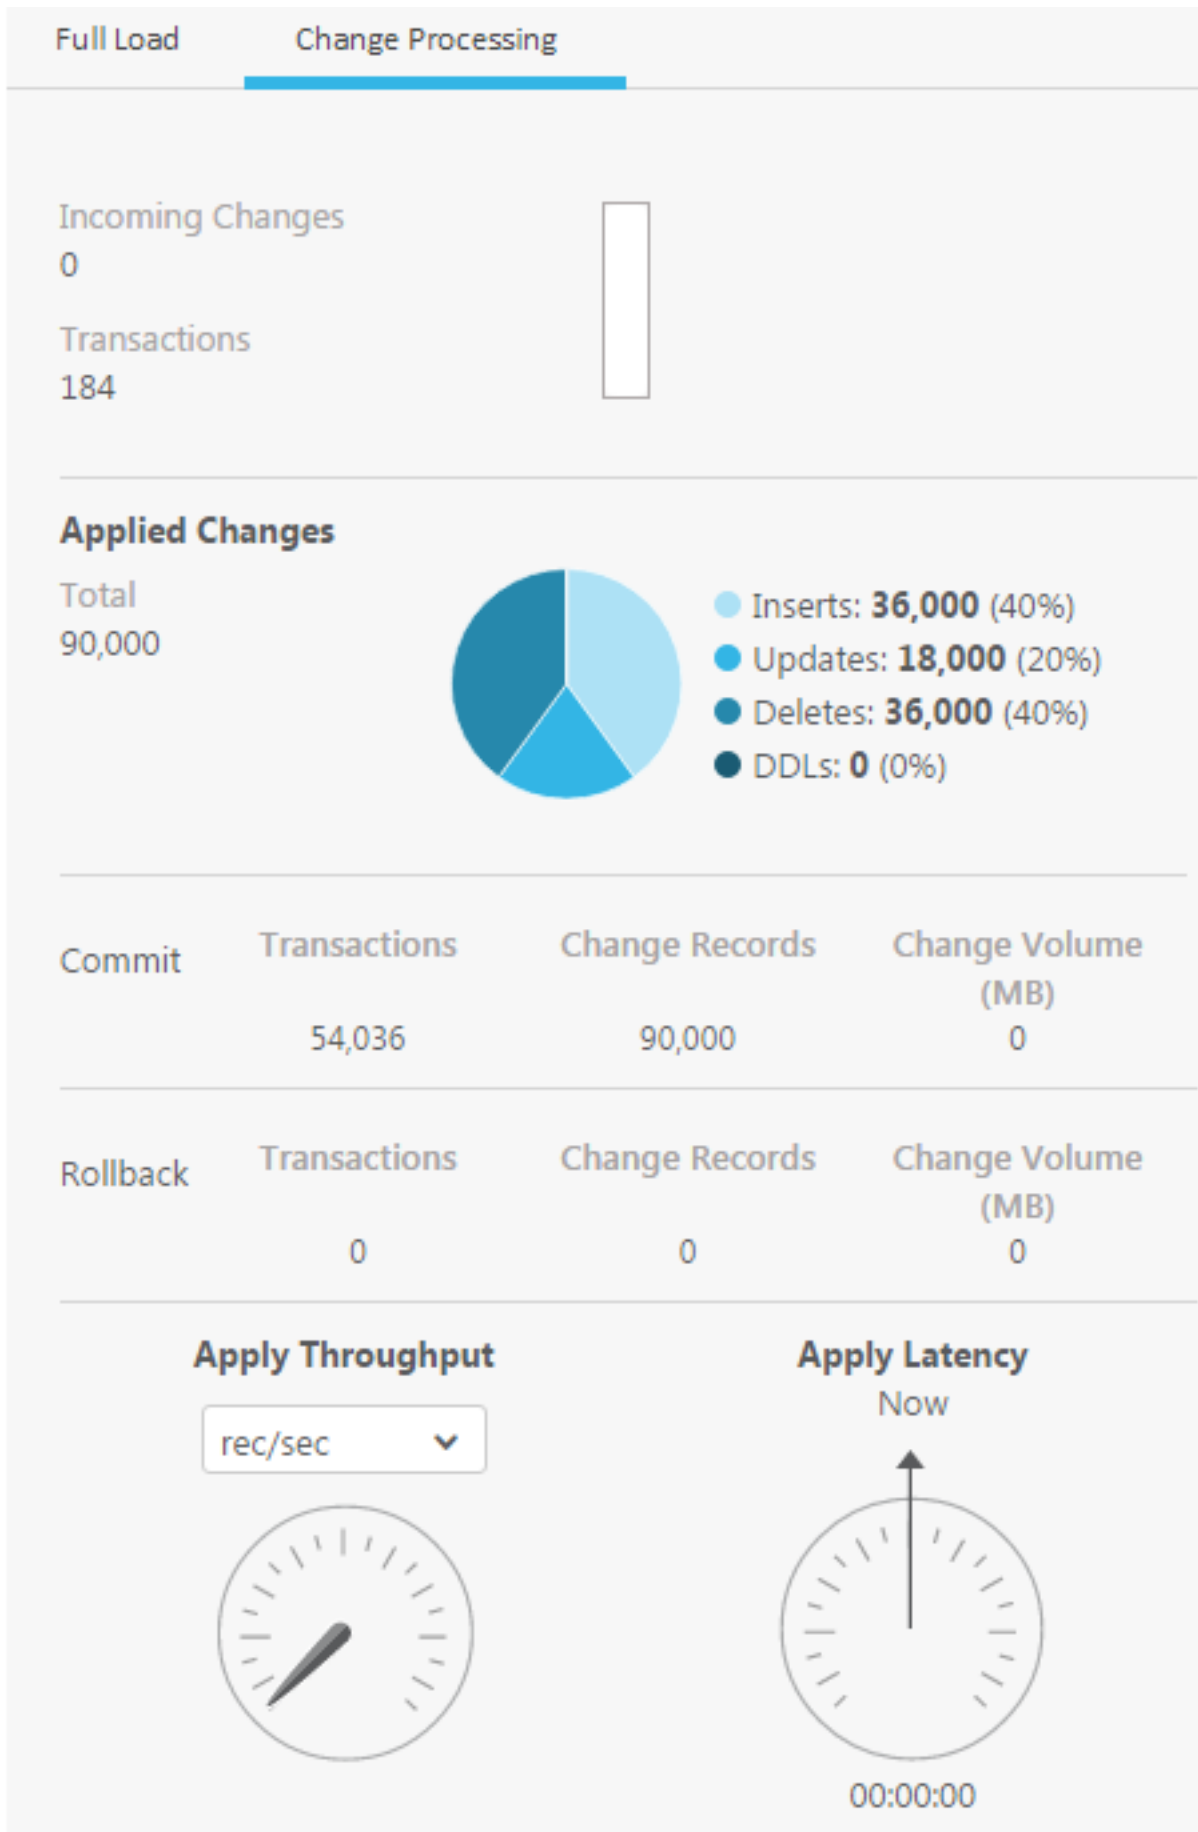 Full Load Change Processing
Incoming Changes
0
Transactions
184
Applied Changes
Total
90,000
Inserts: 36,000 (40%)
Updates: 18,000 (20%)
Deletes: 36,000 (40%)
DDLs: 0 (0%)
Commit
Transactions Change Records Change Volume
(MB)
54,036 90,000 0
Rollback
Transactions Change Records Change Volume
(MB)
0 0 0
Apply Throughput
rec/sec
Apply Latency
Now
00:00:00